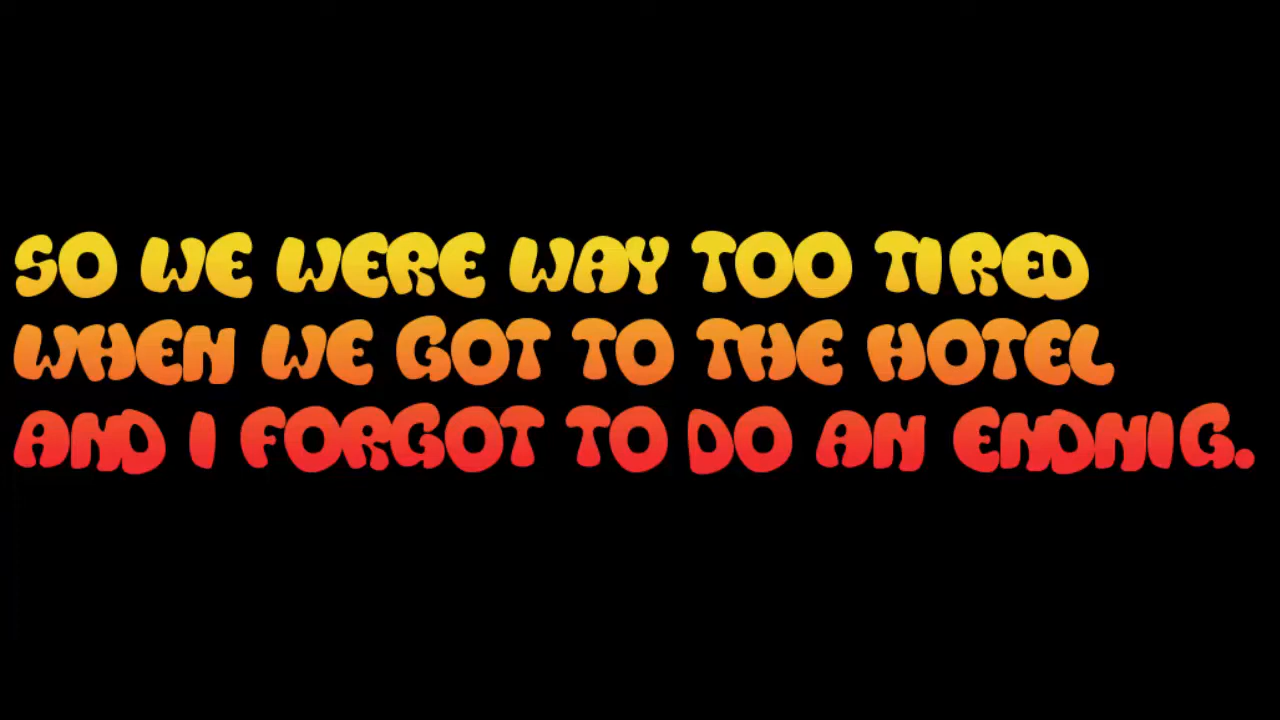 SO WE WERE WAY TOO TIRED
WHEN WE GOT TO THE HOTEL
AND I FORGOT TO DO AN ENDNIG.